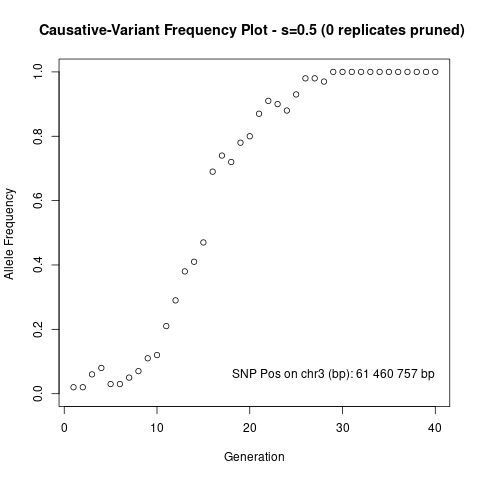 Causative-Variant Frequency Plot - s=0.5 (0 replicates pruned)
Allele Frequency
1.0
0.8
0.6
0.4
0.2
0.0
SNP Pos on chr3 (bp): 61 460 757 bp
0 10 20 30 40
Generation